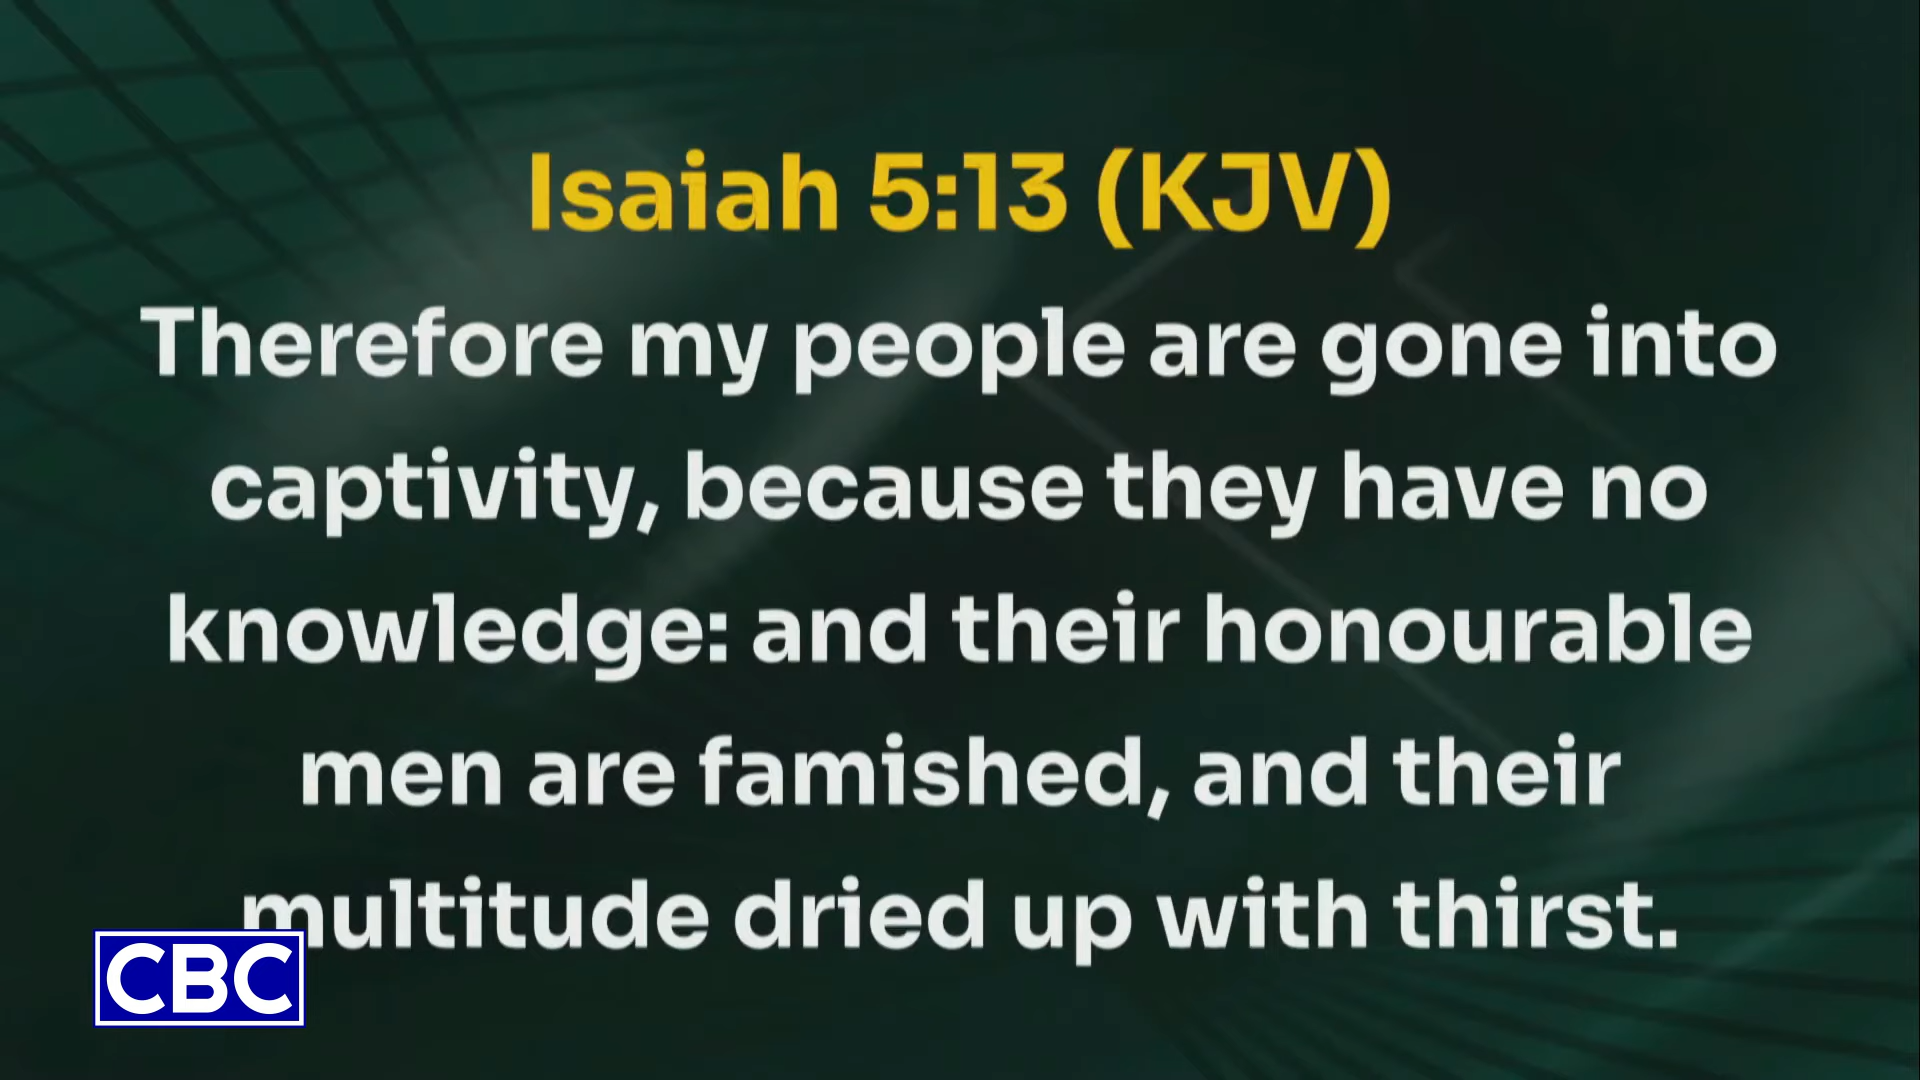 Isaiah 5:13 (KJV)
Therefore my people are gone into
captivity, because they have no
knowledge: and their honourable
men are famished, and their
multitude dried up with thirst.
CBC